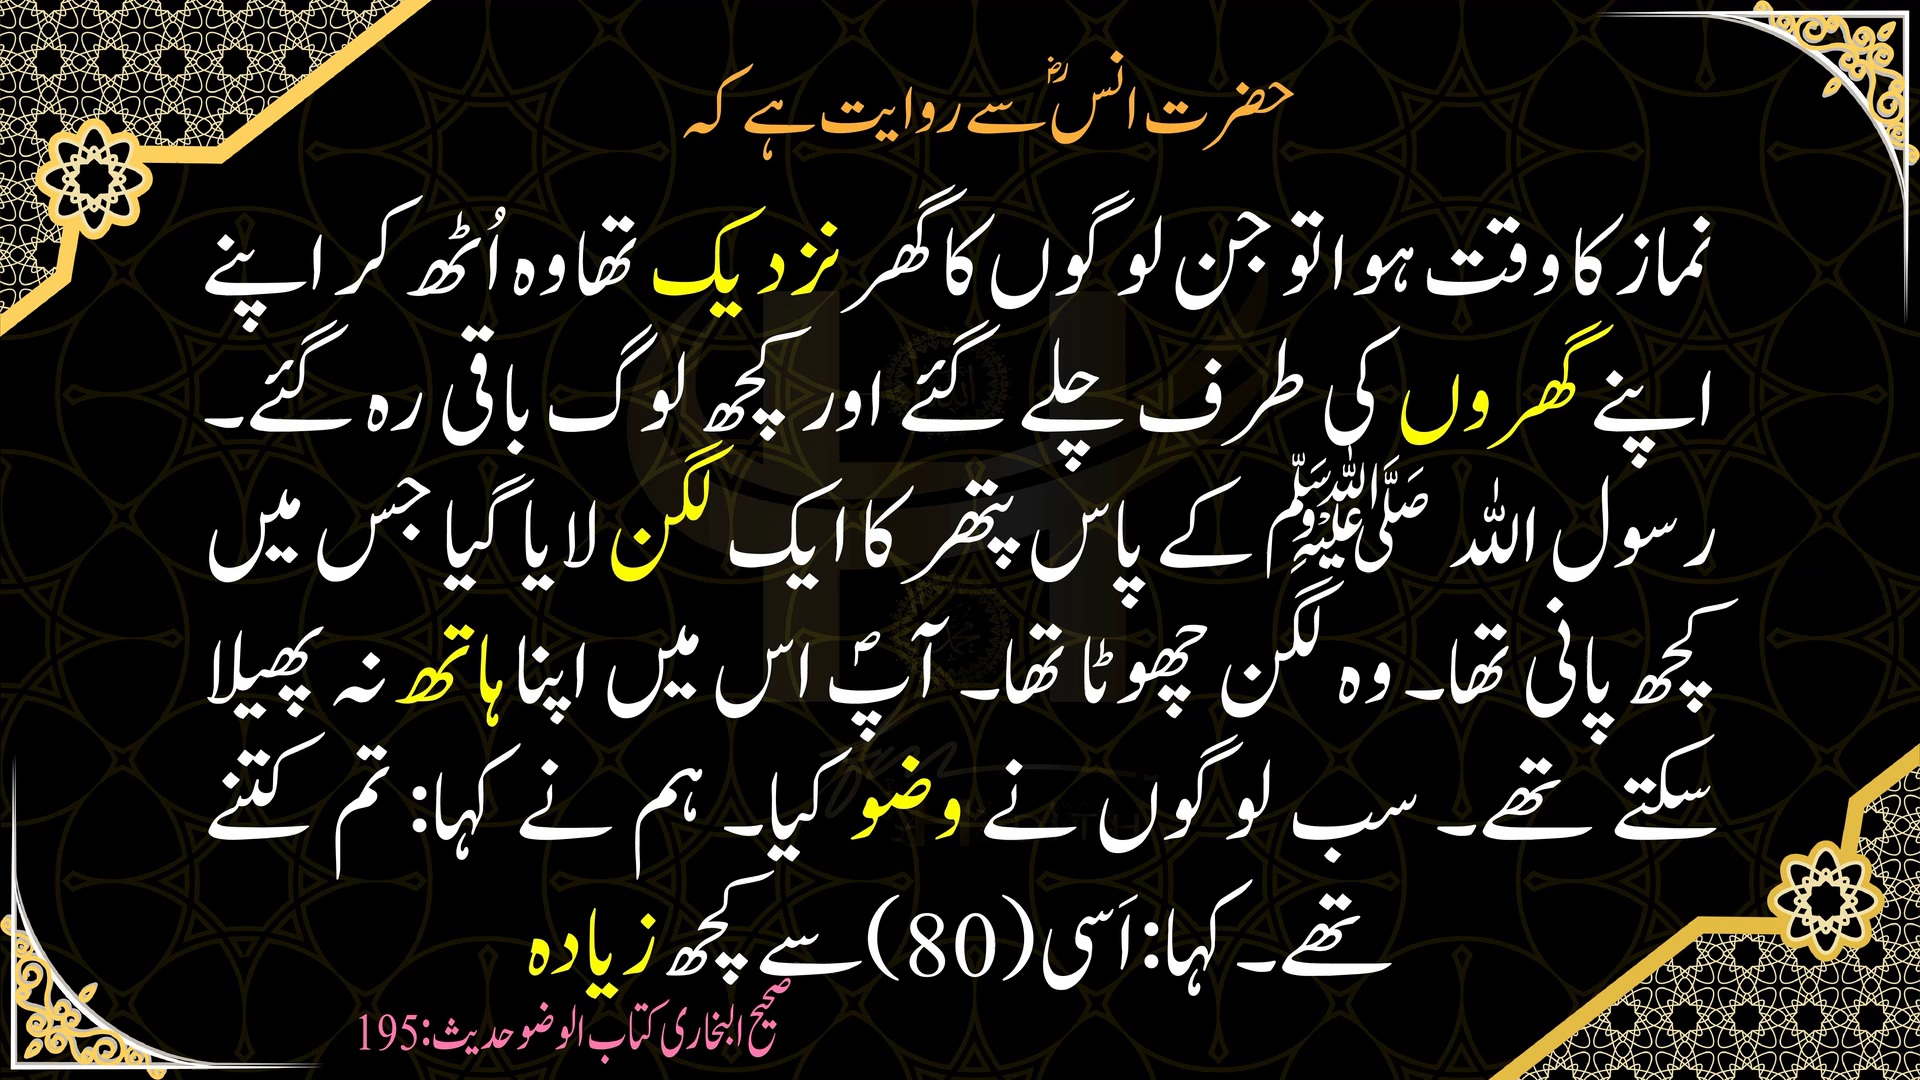 حضرت انسؓ سے روایت ہے کہ
نماز کا وقت ہوا تو جن لوگوں کا گھر نزدیک تھا وہ اُٹھ کر اپنے
اپنے گھروں کی طرف چلے گئے اور کچھ لوگ باقی رہ گئے۔
رسول اللہ ﷺ کے پاس پتھر کا ایک لگن لایا گیا جس میں
کچھ پانی تھا۔ وہ لگن چھوٹا تھا۔ آپؐ اس میں اپنا ہاتھ نہ پھیلا
سکتے تھے۔ سب لوگوں نے وضو کیا۔ ہم نے کہا: تم کتنے
تھے۔ کہا: اَسی (80) سے کچھ زیادہ
صحیح البخاری کتاب الوضو حدیث: 195